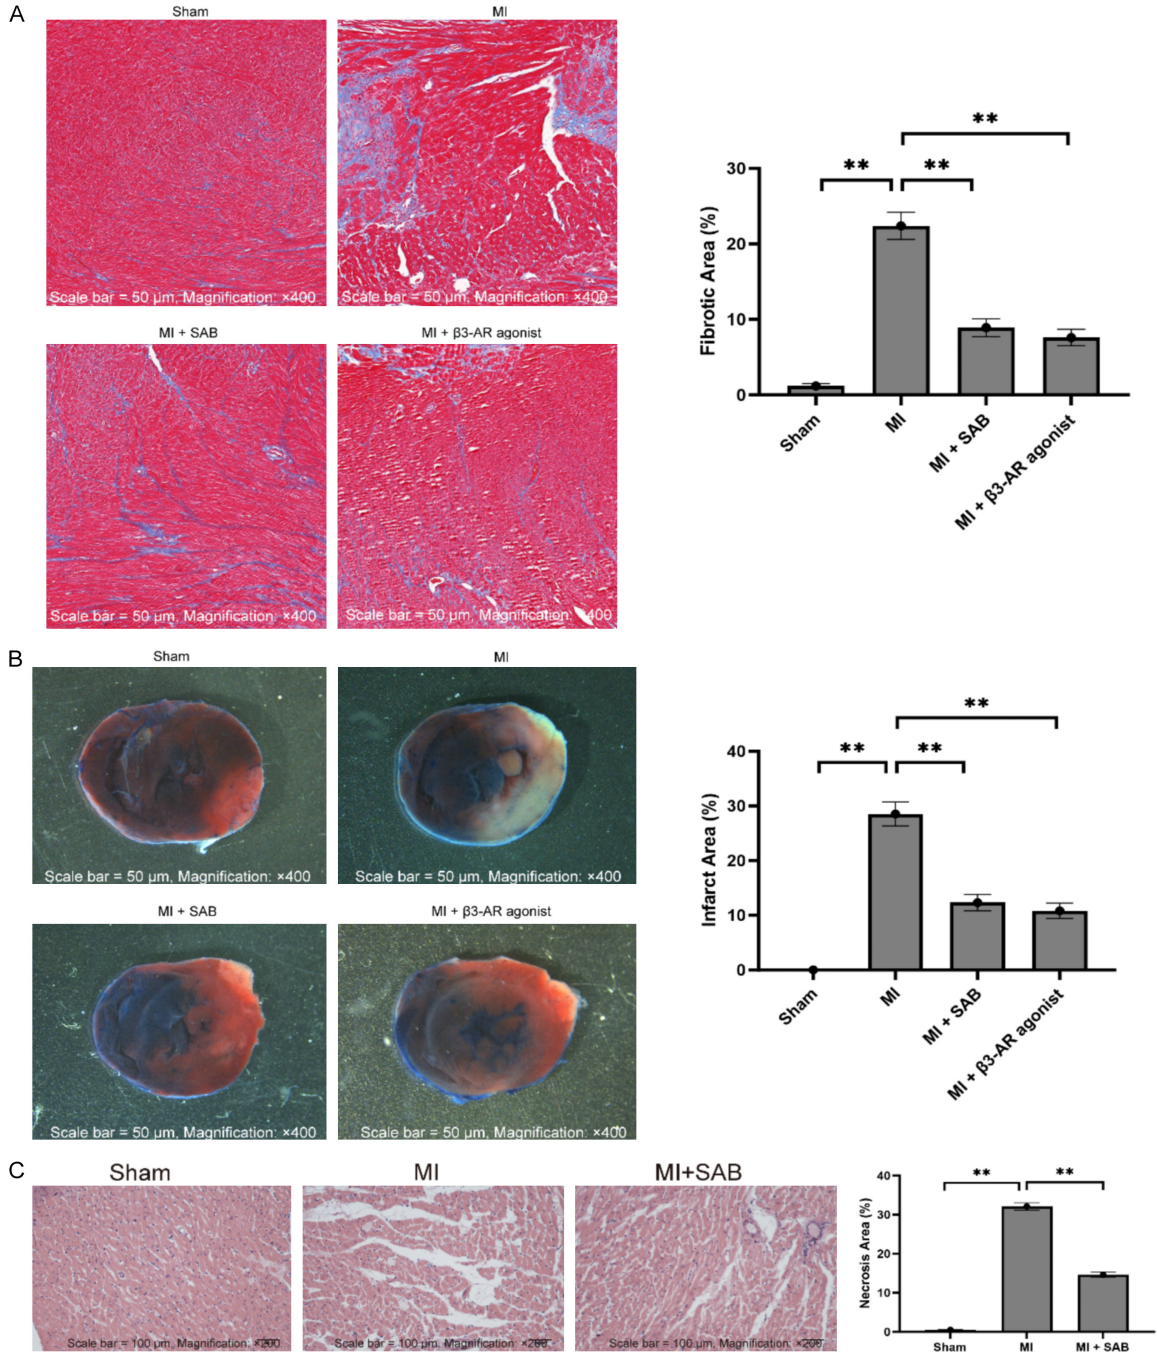 A
Sham
MI
Scale bar = 50 μm, Magnification: ×400
Scale bar = 50 μm, Magnification: ×400
MI + SAB
MI + β3-AR agonist
Scale bar = 50 μm, Magnification: ×400
Scale bar = 50 μm, Magnification: ×400
**
**
**
30
20
10
0
Fibrotic Area (%)
Sham
MI
MI + SAB
MI + β3-AR agonist
B
Sham
MI
Scale bar = 50 μm, Magnification: ×400
Scale bar = 50 μm, Magnification: ×400
MI + SAB
MI + β3-AR agonist
Scale bar = 50 μm, Magnification: ×400
Scale bar = 50 μm, Magnification: ×400
**
**
**
40
30
20
10
0
Infarct Area (%)
Sham
MI
MI + SAB
MI + β3-AR agonist
C
Sham
MI
MI+SAB
Scale bar = 100 μm, Magnification: ×200
Scale bar = 100 μm, Magnification: ×200
Scale bar = 100 μm, Magnification: ×200
**
**
40
30
20
10
0
Necrosis Area (%)
Sham
MI
MI + SAB